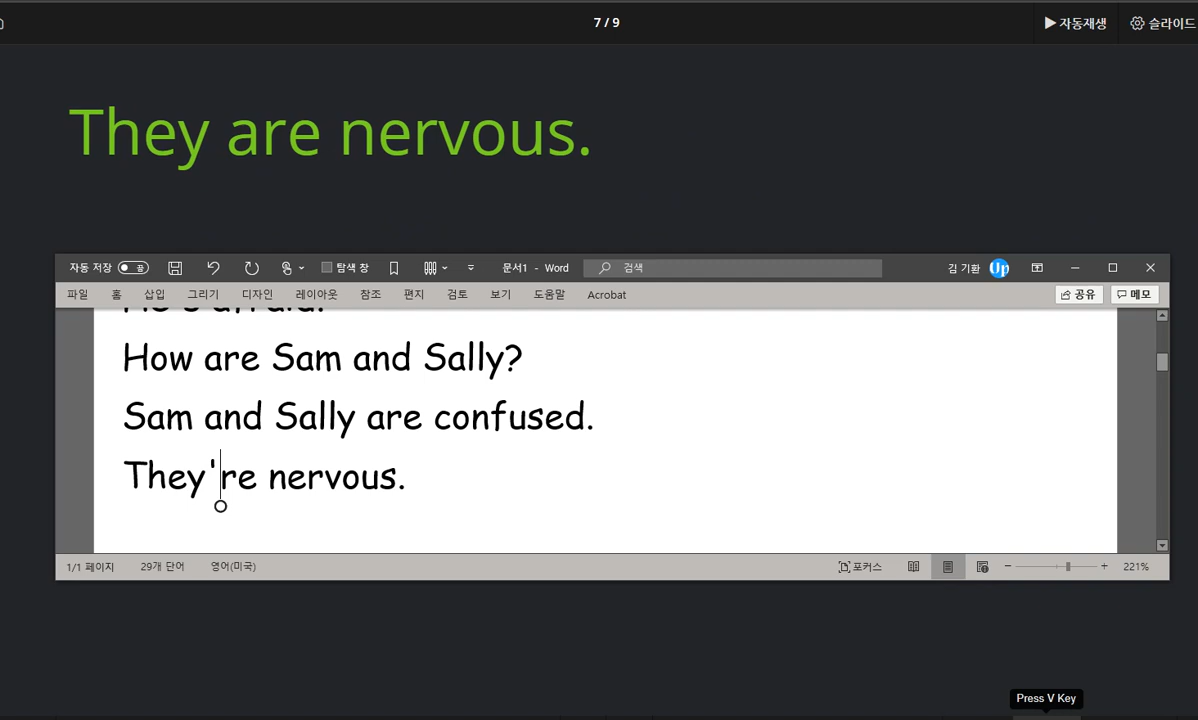 7 / 9
▶ 자동재생
슬라이드
They are nervous.
자동 저장
끔
탐색 창
문서1 - Word
검색
김 기환
Up
파일 홈 삽입 그리기 디자인 레이아웃 참조 편지 검토 보기 도움말 Acrobat
공유
메모
How are Sam and Sally?
Sam and Sally are confused.
They're nervous.
1/1 페이지 29개 단어 영어(미국)
포커스
− + 221%
Press V Key